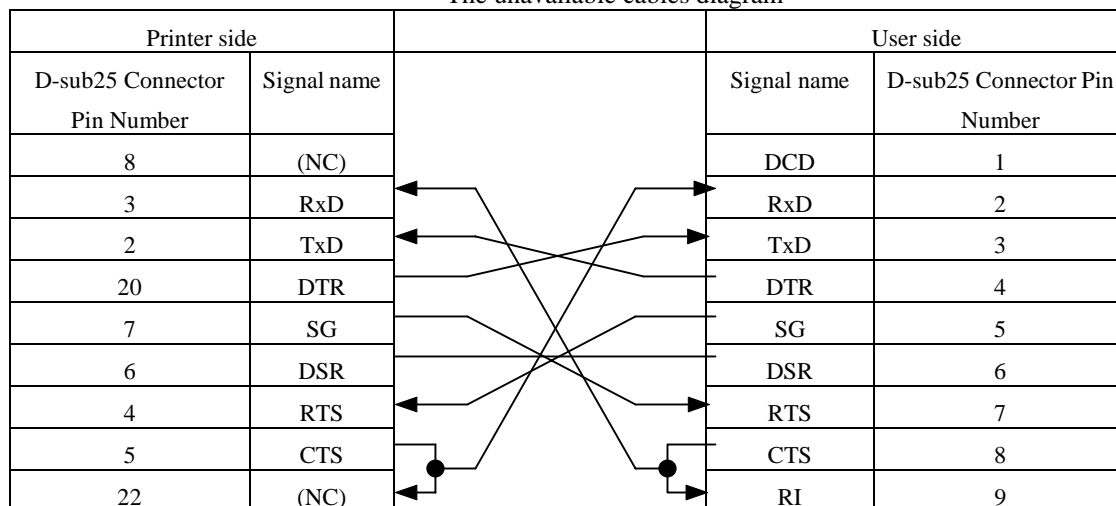 The unavailable cables diagram
Printer side User side
D-sub25 Connector Pin Number Signal name Signal name D-sub25 Connector Pin Number
8 (NC) DCD 1
3 RxD RxD 2
2 TxD TxD 3
20 DTR DTR 4
7 SG SG 5
6 DSR DSR 6
4 RTS RTS 7
5 CTS CTS 8
22 (NC) RI 9